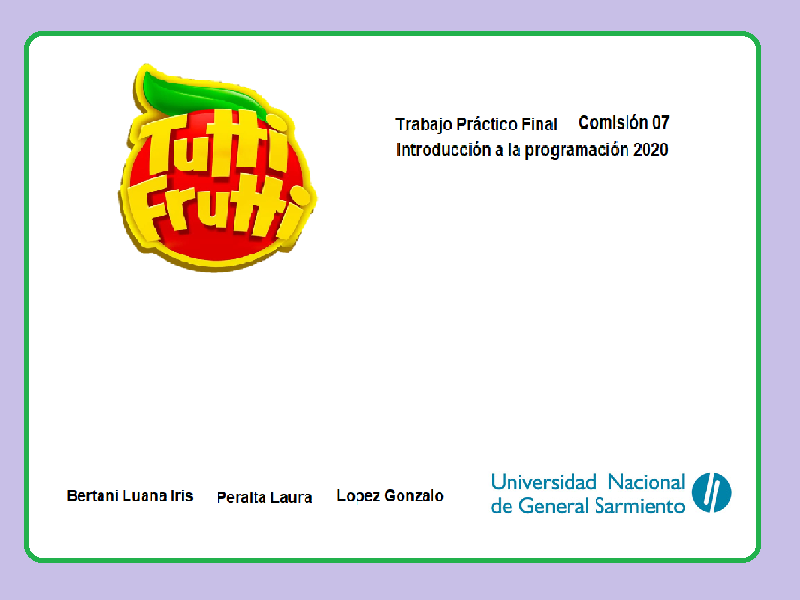 Tutti
Frutti
Trabajo Práctico Final Comisión 07
Introducción a la programación 2020
Bertani Luana Iris Peralta Laura Lopez Gonzalo
Universidad Nacional
de General Sarmiento